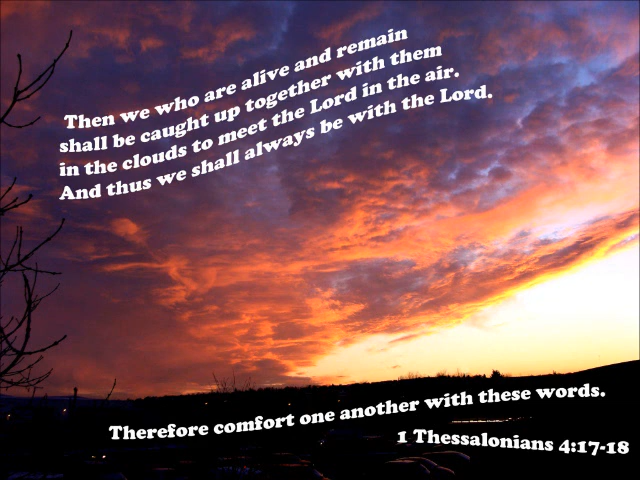 Then we who are alive and remain
shall be caught up together with them
in the clouds to meet the Lord in the air.
And thus we shall always be with the Lord.
Therefore comfort one another with these words.
1 Thessalonians 4:17-18